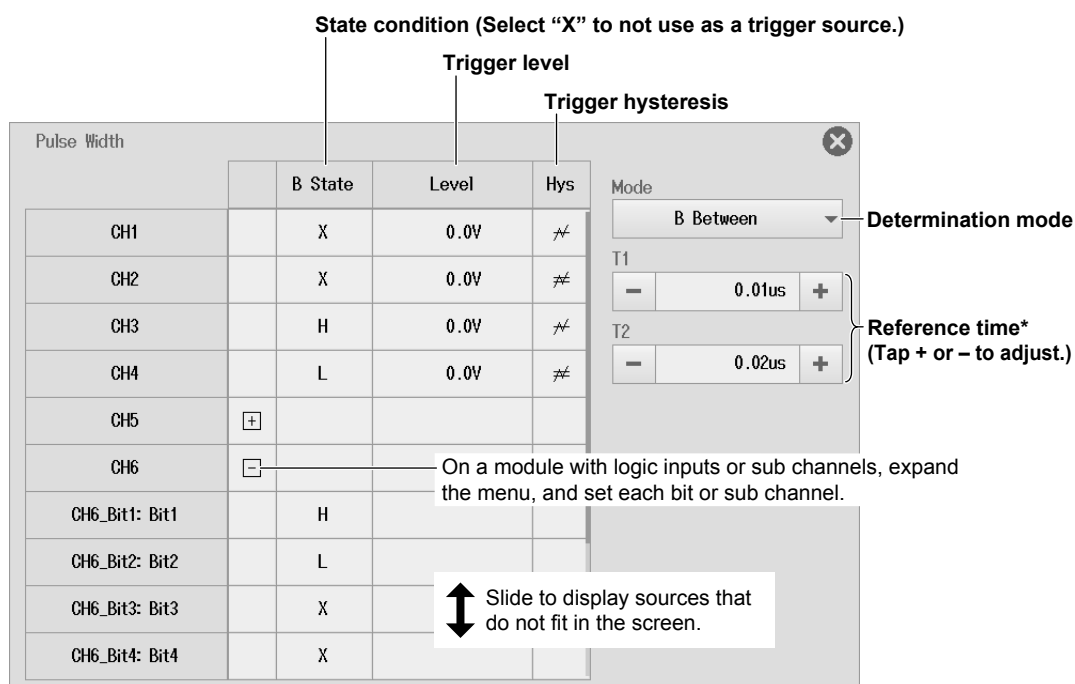 State condition (Select “X” to not use as a trigger source.)
Trigger level
Trigger hysteresis
Pulse Width
B State Level Hys
Mode
B Between
Determination mode
CH1 X 0.0V
T1
CH2 X 0.0V
− 0.01us +
CH3 H 0.0V
T2
Reference time*
(Tap + or – to adjust.)
CH4 L 0.0V
− 0.02us +
CH5 +
CH6 −
On a module with logic inputs or sub channels, expand
the menu, and set each bit or sub channel.
CH6_Bit1: Bit1 H
CH6_Bit2: Bit2 L
Slide to display sources that
do not fit in the screen.
CH6_Bit3: Bit3 X
CH6_Bit4: Bit4 X